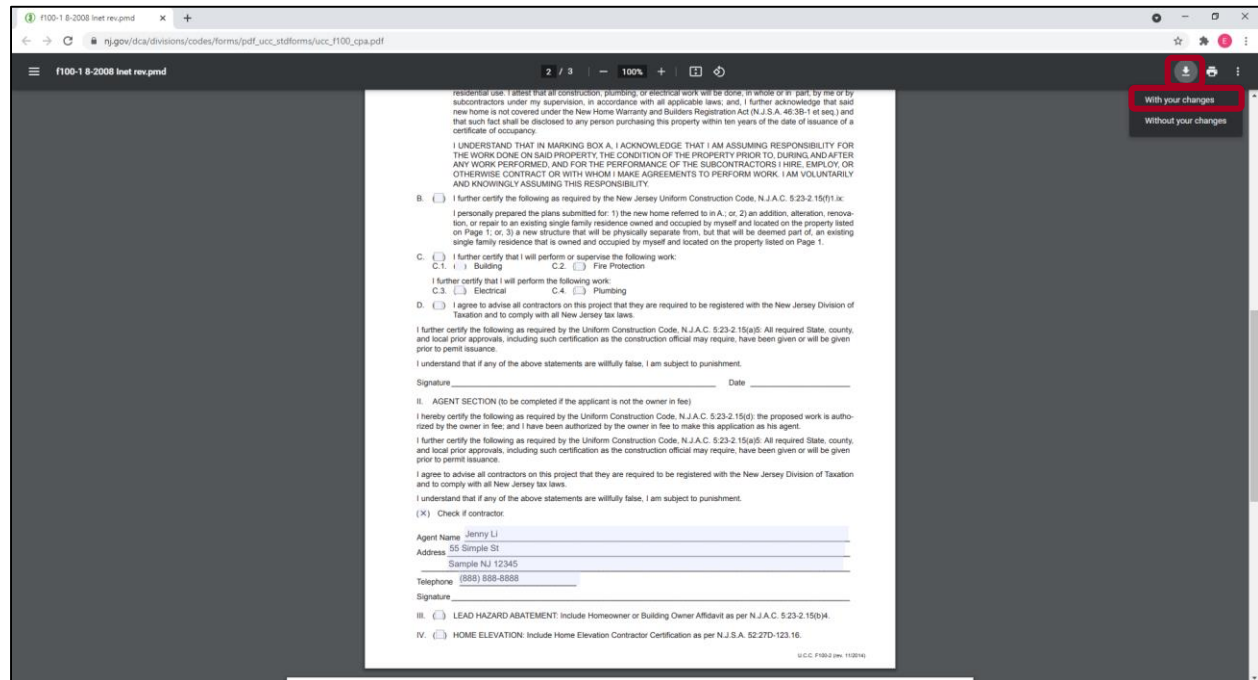 f100-1 8-2008 Inet rev.pmd
nj.gov/dca/divisions/codes/forms/pdf_ucc_stdforms/ucc_f100_cpa.pdf
E
f100-1 8-2008 Inet rev.pmd
2 / 3
100%
With your changes
Without your changes
residential use. I attest that all construction, plumbing, or electrical work will be done, in whole or in part, by me or by
subcontractors under my supervision, in accordance with all applicable laws; and, I further acknowledge that said
new home is not covered under the New Home Warranty and Builders Registration Act (N.J.S.A. 46:3B-1 et seq.) and
that such fact shall be disclosed to any person purchasing this property within ten years of the date of issuance of a
certificate of occupancy.
I UNDERSTAND THAT IN MARKING BOX A, I ACKNOWLEDGE THAT I AM ASSUMING RESPONSIBILITY FOR
THE WORK DONE ON SAID PROPERTY, THE CONDITION OF THE PROPERTY PRIOR TO, DURING, AND AFTER
ANY WORK PERFORMED, AND FOR THE PERFORMANCE OF THE SUBCONTRACTORS I HIRE, EMPLOY, OR
OTHERWISE CONTRACT OR WITH WHOM I MAKE AGREEMENTS TO PERFORM WORK. I AM VOLUNTARILY
AND KNOWINGLY ASSUMING THIS RESPONSIBILITY.
B. ( ) I further certify the following as required by the New Jersey Uniform Construction Code, N.J.A.C. 5:23-2.15(f)1.ix:
I personally prepared the plans submitted for: 1) the new home referred to in A.; or, 2) an addition, alteration, renova-
tion, or repair to an existing single family residence owned and occupied by myself and located on the property listed
on Page 1; or, 3) a new structure that will be physically separate from, but that will be deemed part of, an existing
single family residence that is owned and occupied by myself and located on the property listed on Page 1.
C. ( ) I further certify that I will perform or supervise the following work:
C.1. ( ) Building C.2. ( ) Fire Protection
I further certify that I will perform the following work:
C.3. ( ) Electrical C.4. ( ) Plumbing
D. ( ) I agree to advise all contractors on this project that they are required to be registered with the New Jersey Division of
Taxation and to comply with all New Jersey tax laws.
I further certify the following as required by the Uniform Construction Code, N.J.A.C. 5:23-2.15(a)5: All required State, county,
and local prior approvals, including such certification as the construction official may require, have been given or will be given
prior to permit issuance.
I understand that if any of the above statements are willfully false, I am subject to punishment.
Signature Date
II. AGENT SECTION (to be completed if the applicant is not the owner in fee)
I hereby certify the following as required by the Uniform Construction Code, N.J.A.C. 5:23-2.15(d): the proposed work is autho-
rized by the owner in fee; and I have been authorized by the owner in fee to make this application as his agent.
I further certify the following as required by the Uniform Construction Code, N.J.A.C. 5:23-2.15(a)5: All required State, county,
and local prior approvals, including such certification as the construction official may require, have been given or will be given
prior to permit issuance.
I agree to advise all contractors on this project that they are required to be registered with the New Jersey Division of Taxation
and to comply with all New Jersey tax laws.
I understand that if any of the above statements are willfully false, I am subject to punishment.
(X) Check if contractor.
Agent Name Jenny Li
Address 55 Simple St
Sample NJ 12345
Telephone (888) 888-8888
Signature
III. ( ) LEAD HAZARD ABATEMENT: Include Homeowner or Building Owner Affidavit as per N.J.A.C. 5:23-2.15(b)4.
IV. ( ) HOME ELEVATION: Include Home Elevation Contractor Certification as per N.J.S.A. 52:27D-123.16.
U.C.C. F100-2 (rev. 11/2014)